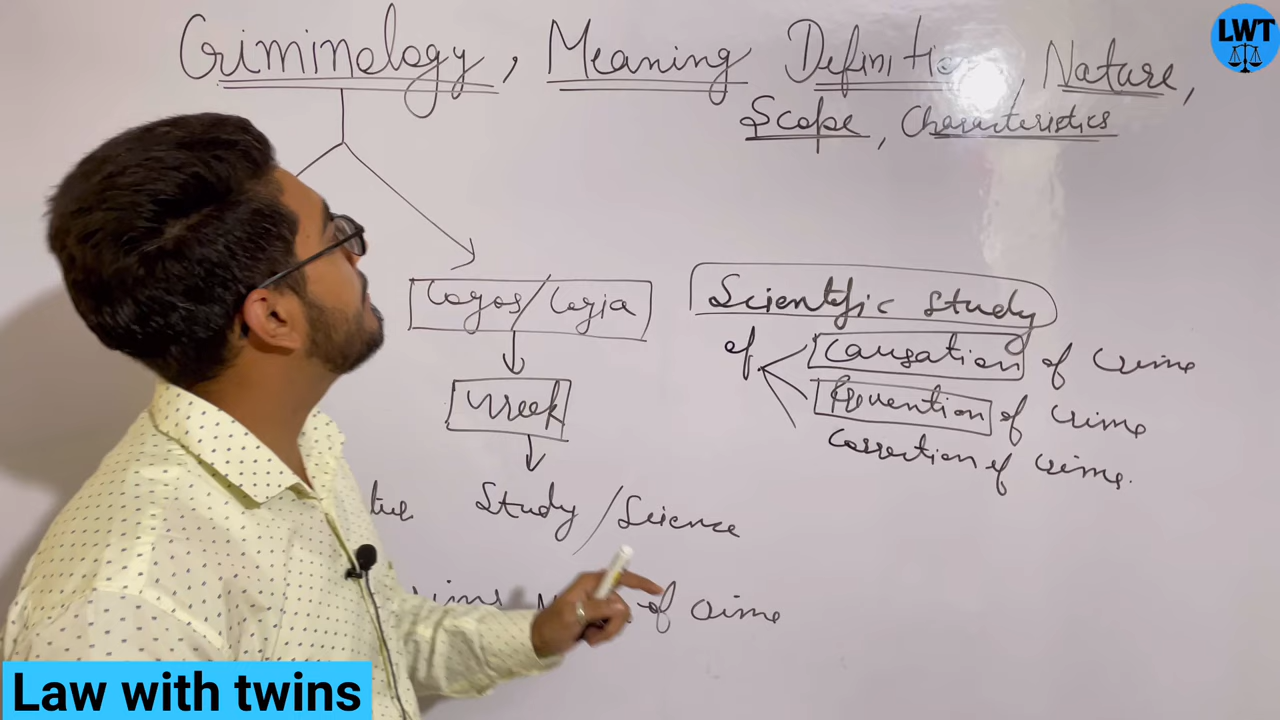 LWT
Criminology, Meaning Definiti , Nature,
Scope, Characteristics
Logos/Logia
Scientific study
of
Causation of Crime
Prevention of Crime
Correction of Crime.
Greek
Study/Science
of Crime
Law with twins